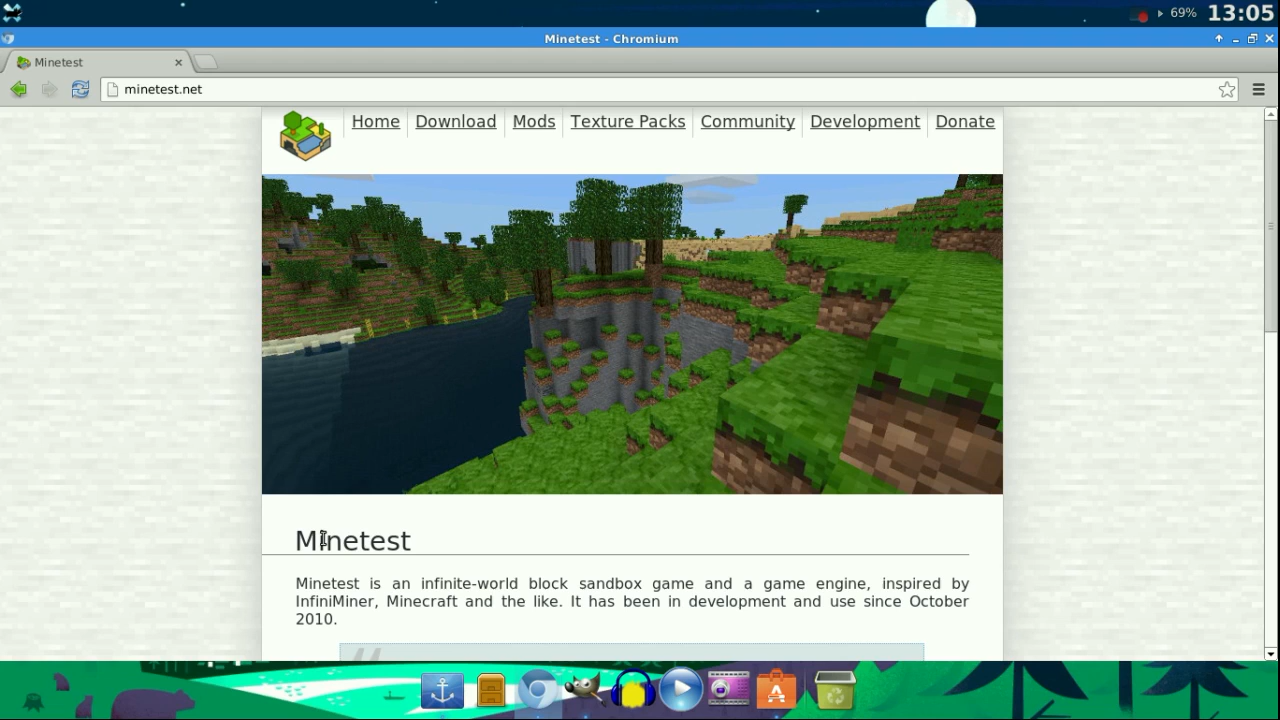 69% 13:05
Minetest - Chromium
Minetest
minetest.net
Home Download Mods Texture Packs Community Development Donate
Minetest
Minetest is an infinite-world block sandbox game and a game engine, inspired by
InfiniMiner, Minecraft and the like. It has been in development and use since October
2010.